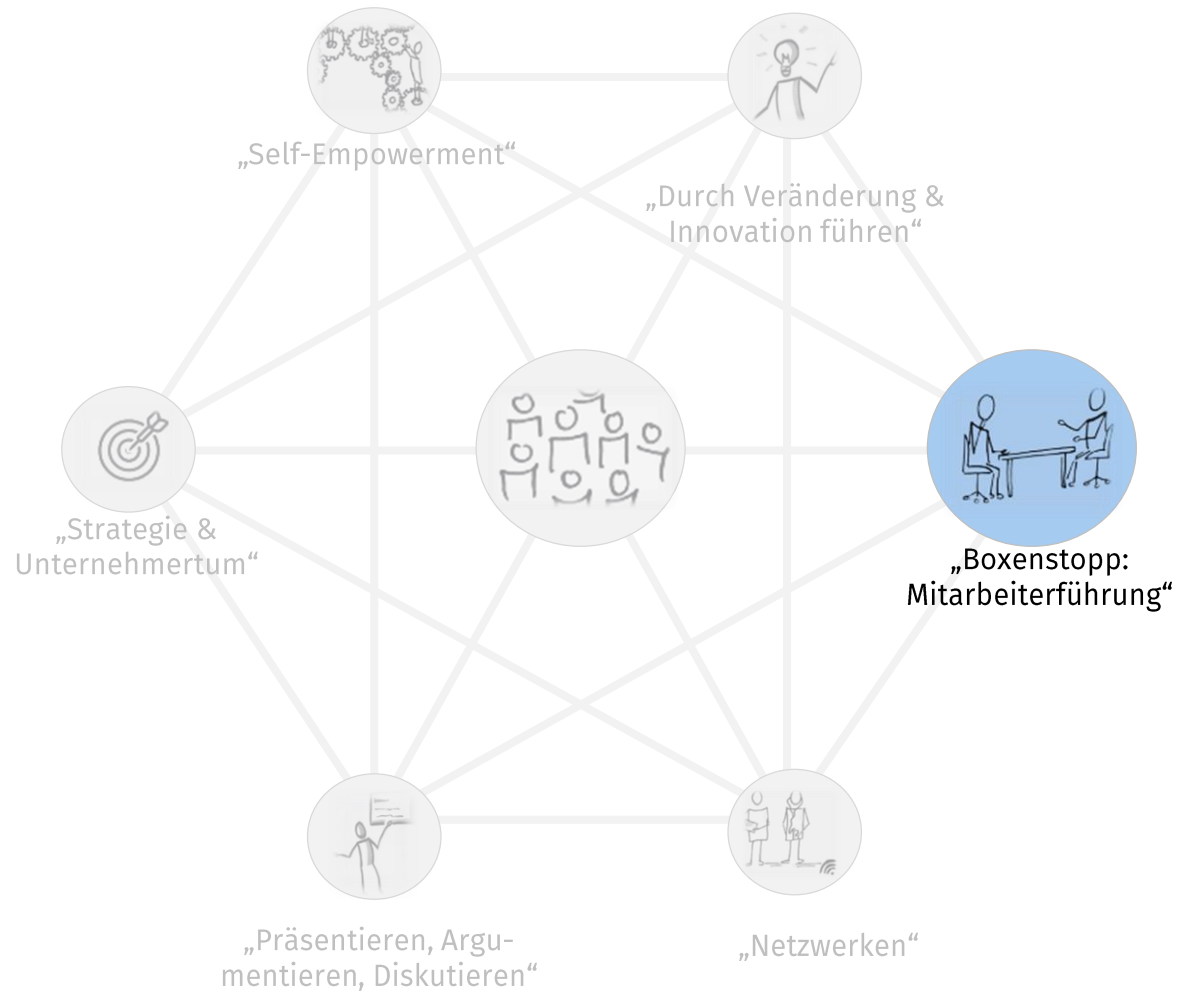 „Self-Empowerment“
„Durch Veränderung &
Innovation führen“
„Strategie &
Unternehmertum“
„Boxenstopp:
Mitarbeiterführung“
„Präsentieren, Argu-
mentieren, Diskutieren“
„Netzwerken“